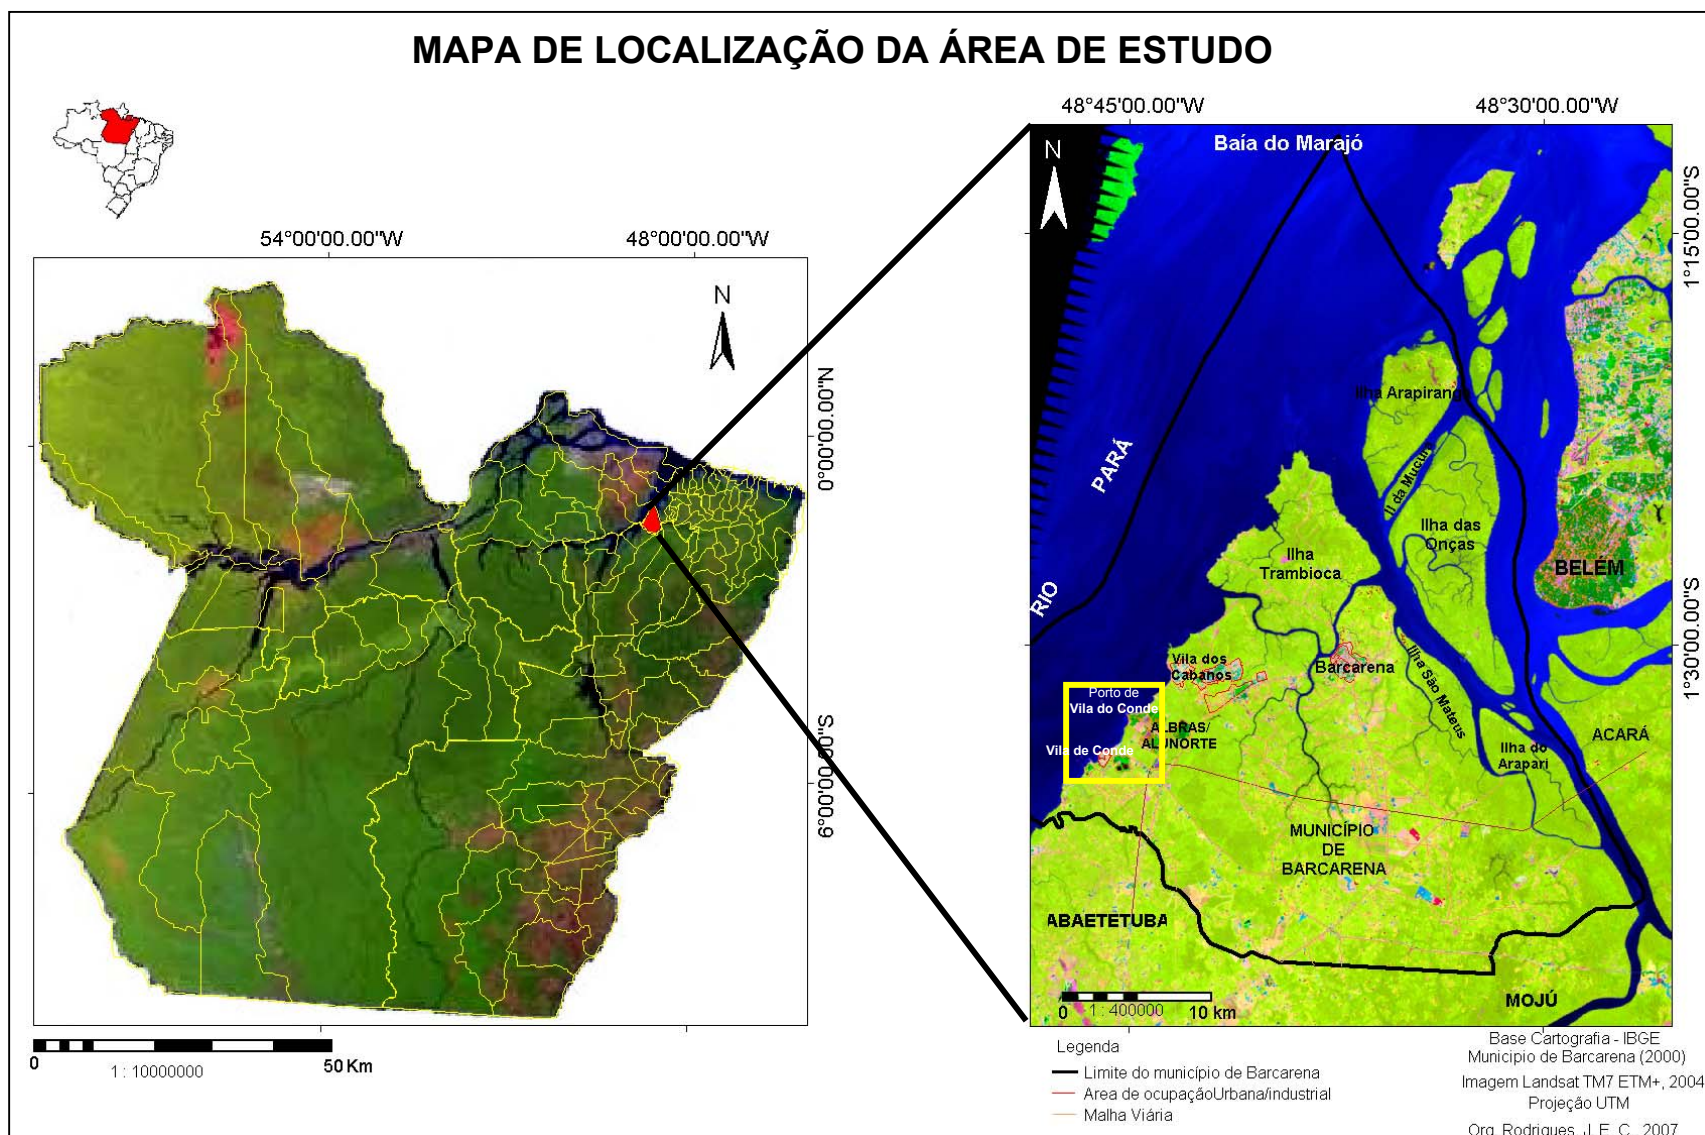 MAPA DE LOCALIZAÇÃO DA ÁREA DE ESTUDO
54°00'00.00"W
48°00'00.00"W
N
0°00'00.00"N
6°00'00.00"S
0
50 Km
1 : 10000000
48°45'00.00"W
48°30'00.00"W
N
Baía do Marajó
1°15'00.00"S
Ilha Arapiranga
PARÁ
Il da Mucura
Ilha das
Onças
Ilha
Trambioca
BELÉM
RIO
1°30'00.00"S
Vila dos
Cabanos
Barcarena
Ilha São Mateus
Porto de
Vila do Conde
ALBRAS/
ALUNORTE
Vila de Conde
ACARÁ
Ilha do
Arapari
MUNICÍPIO
DE
BARCARENA
ABAETETUBA
MOJÚ
1 : 400000
0
10 km
Legenda
Limite do município de Barcarena
Area de ocupaçãoUrbana/industrial
Malha Viária
Base Cartografia - IBGE
Municipio de Barcarena (2000)
Imagem Landsat TM7 ETM+, 2004
Projeção UTM
Org. Rodrigues, J. E. C., 2007